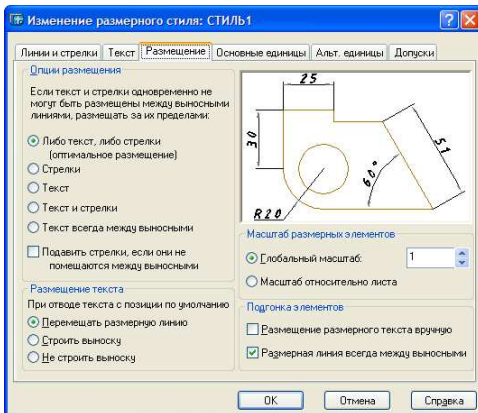 Изменение размерного стиля: СТИЛЬ1
Линии и стрелки Текст Размещение Основные единицы Альт. единицы Допуски
Опции размещения
Если текст и стрелки одновременно не
могут быть размещены между выносными
линиями, размещать за их пределами:
Либо текст, либо стрелки
(оптимальное размещение)
Стрелки
Текст
Текст и стрелки
Текст всегда между выносными
Подавить стрелки, если они не
помещаются между выносными
Размещение текста
При отводе текста с позиции по умолчанию
Перемещать размерную линию
Строить выноску
Не строить выноску
25
30
51
60°
R20
Масштаб размерных элементов
Глобальный масштаб: 1
Масштаб относительно листа
Подгонка элементов
Размещение размерного текста вручную
Размерная линия всегда между выносными
OK Отмена Справка